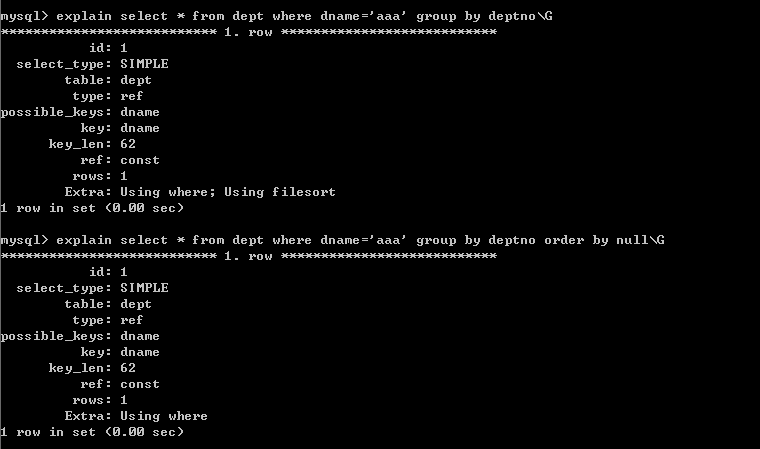 mysql> explain select * from dept where dname='aaa' group by deptno\G
*************************** 1. row ***************************
id: 1
select_type: SIMPLE
table: dept
type: ref
possible_keys: dname
key: dname
key_len: 62
ref: const
rows: 1
Extra: Using where; Using filesort
1 row in set (0.00 sec)
mysql> explain select * from dept where dname='aaa' group by deptno order by null\G
*************************** 1. row ***************************
id: 1
select_type: SIMPLE
table: dept
type: ref
possible_keys: dname
key: dname
key_len: 62
ref: const
rows: 1
Extra: Using where
1 row in set (0.00 sec)